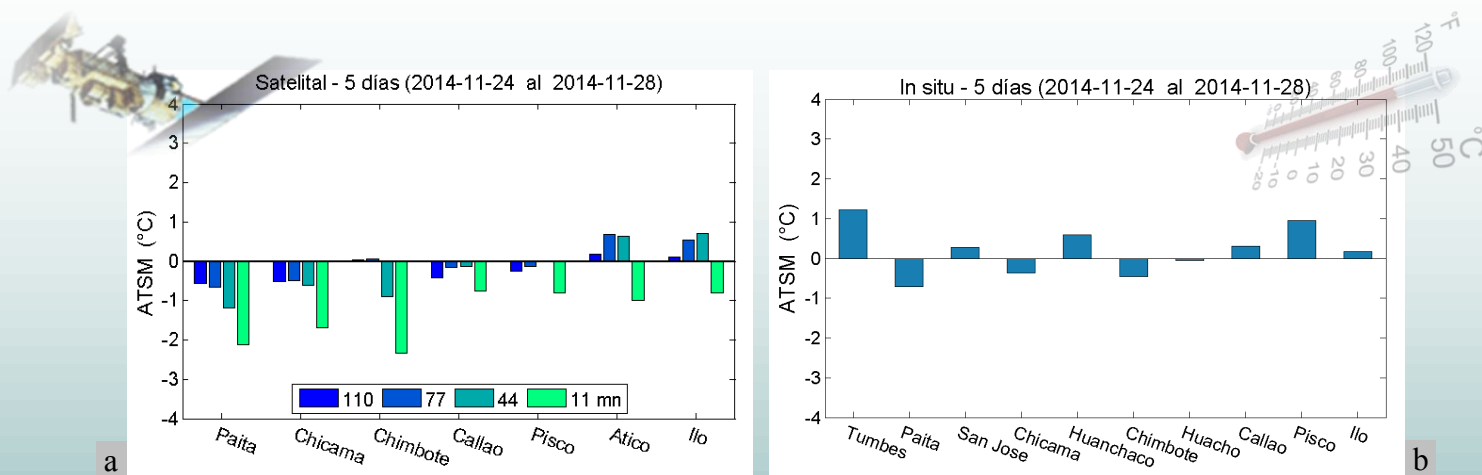 Satelital - 5 días (2014-11-24 al 2014-11-28)
ATSM (°C)
4
3
2
1
0
-1
-2
-3
-4
110 77 44 11 mn
Paita Chicama Chimbote Callao Pisco Atico Ilo
a
In situ - 5 días (2014-11-24 al 2014-11-28)
ATSM (°C)
4
3
2
1
0
-1
-2
-3
-4
Tumbes Paita San Jose Chicama Huanchaco Chimbote Huacho Callao Pisco Ilo
b
°F
60 80 100 120
-20 -10 0 10 20 30 40 50 °C